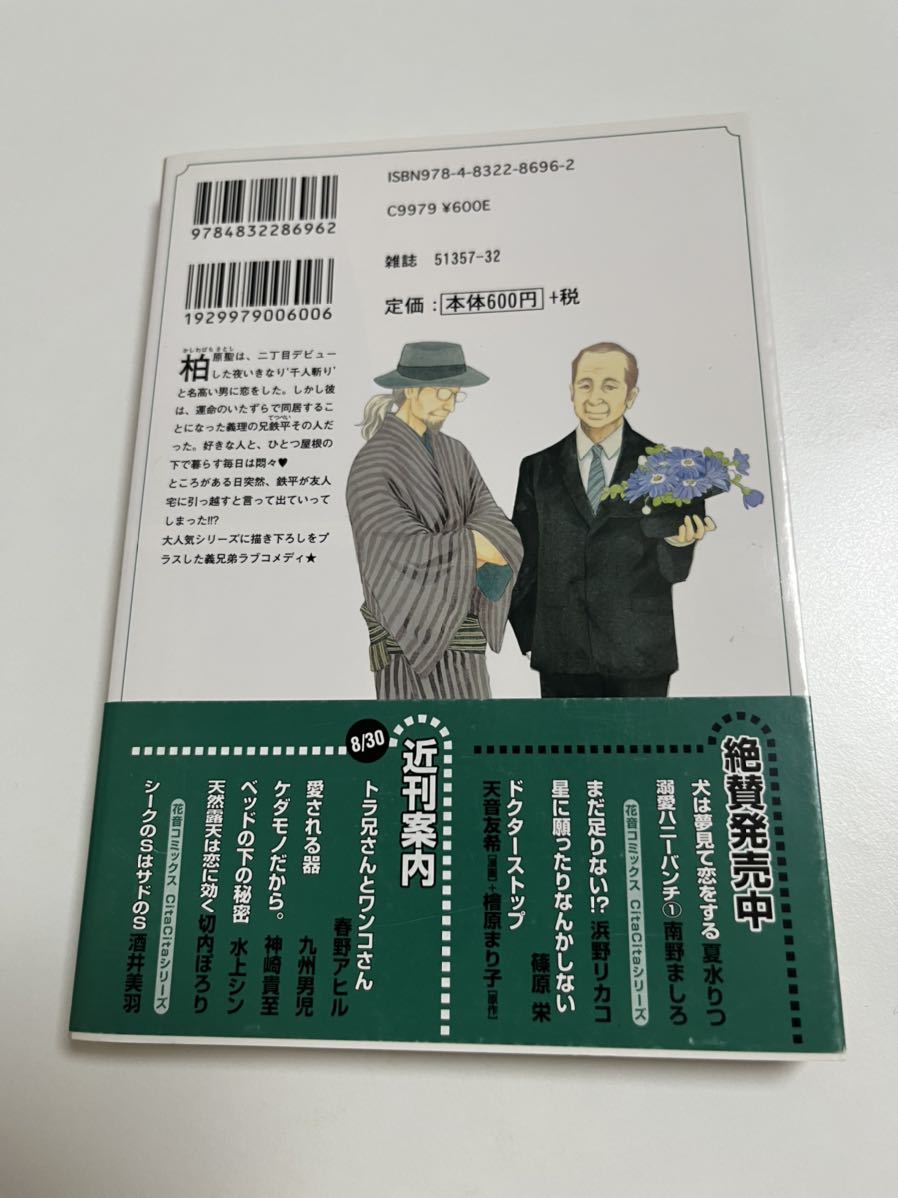 ISBN978-4-8322-8696-2
9784832286962
C9979 ¥600E
雑誌 51357-32
1929979006006
定価:本体600円+税
かしわばらさとし
柏原聖は、二丁目デビュー
した夜いきなり‘千人斬り’
と名高い男に恋をした。しかし彼
は、運命のいたずらで同居するこ
てっぺい
とになった義理の兄鉄平その人だ
った。好きな人と、ひとつ屋根の
下で暮らす毎日は悶々♥
ところがある日突然、鉄平が友人
宅に引っ越すと言って出ていって
しまった!!?
大人気シリーズに描き下ろしをプ
ラスした義兄弟ラブコメディ★
絶賛発売中
犬は夢見て恋をする 夏水りつ
溺愛ハニーパンチ① 南野ましろ
花音コミックス CitaCitaシリーズ
まだ足りない!? 浜野リカコ
星に願ったりなんかしない 篠原 栄
ドクターストップ
天音友希[漫画]+檜原まり子[原作]
近刊案内
8/30
トラ兄さんとワンコさん 春野アヒル
愛される器 九州男児
ケダモノだから。 神崎貴至
ベッドの下の秘密 水上シン
天然露天は恋に効く 切内ぽろり
花音コミックス CitaCitaシリーズ
シークのSはサドのS 酒井美羽